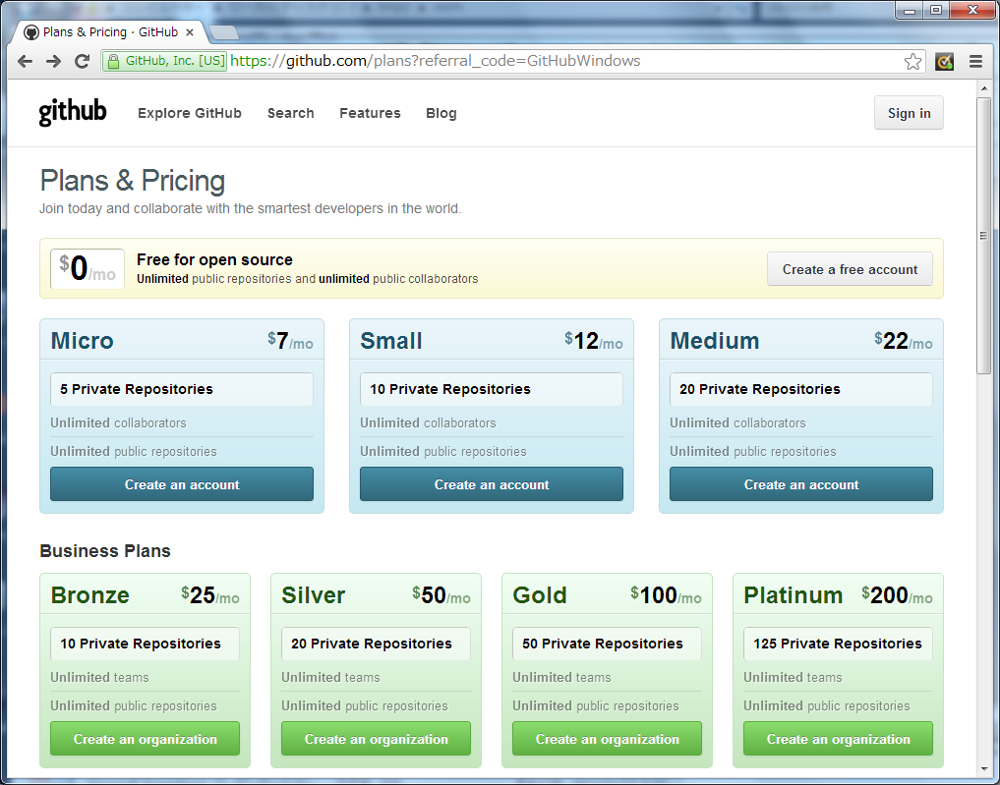 Plans & Pricing · GitHub
GitHub, Inc. [US] https://github.com/plans?referral_code=GitHubWindows
github Explore GitHub Search Features Blog Sign in
Plans & Pricing
Join today and collaborate with the smartest developers in the world.
$0/mo Free for open source Create a free account
Unlimited public repositories and unlimited public collaborators
Micro $7/mo Small $12/mo Medium $22/mo
5 Private Repositories 10 Private Repositories 20 Private Repositories
Unlimited collaborators Unlimited collaborators Unlimited collaborators
Unlimited public repositories Unlimited public repositories Unlimited public repositories
Create an account Create an account Create an account
Business Plans
Bronze $25/mo Silver $50/mo Gold $100/mo Platinum $200/mo
10 Private Repositories 20 Private Repositories 50 Private Repositories 125 Private Repositories
Unlimited teams Unlimited teams Unlimited teams Unlimited teams
Unlimited public repositories Unlimited public repositories Unlimited public repositories Unlimited public repositories
Create an organization Create an organization Create an organization Create an organization